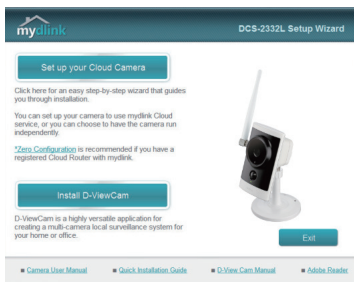 mydlink
DCS-2332L Setup Wizard
Set up your Cloud Camera
Click here for an easy step-by-step wizard that guides
you through installation.
You can set up your camera to use mydlink Cloud
service, or you can choose to have the camera run
independently.
*Zero Configuration is recommended if you have a
registered Cloud Router with mydlink.
Install D-ViewCam
D-ViewCam is a highly versatile application for
creating a multi-camera local surveillance system for
your home or office.
Exit
Camera User Manual
Quick Installation Guide
D-View Cam Manual
Adobe Reader